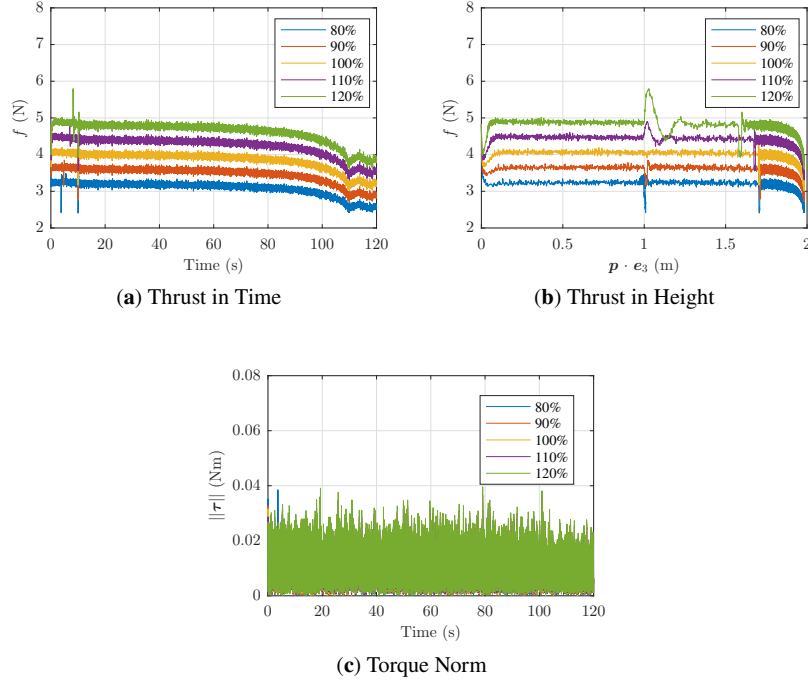 8
7
6
5
4
3
2
f (N)
80%
90%
100%
110%
120%
0 20 40 60 80 100 120
Time (s)
(a) Thrust in Time
8
7
6
5
4
3
2
f (N)
80%
90%
100%
110%
120%
0 0.5 1 1.5 2
p · e₃ (m)
(b) Thrust in Height
0.08
0.06
0.04
0.02
0
||τ|| (Nm)
80%
90%
100%
110%
120%
0 20 40 60 80 100 120
Time (s)
(c) Torque Norm